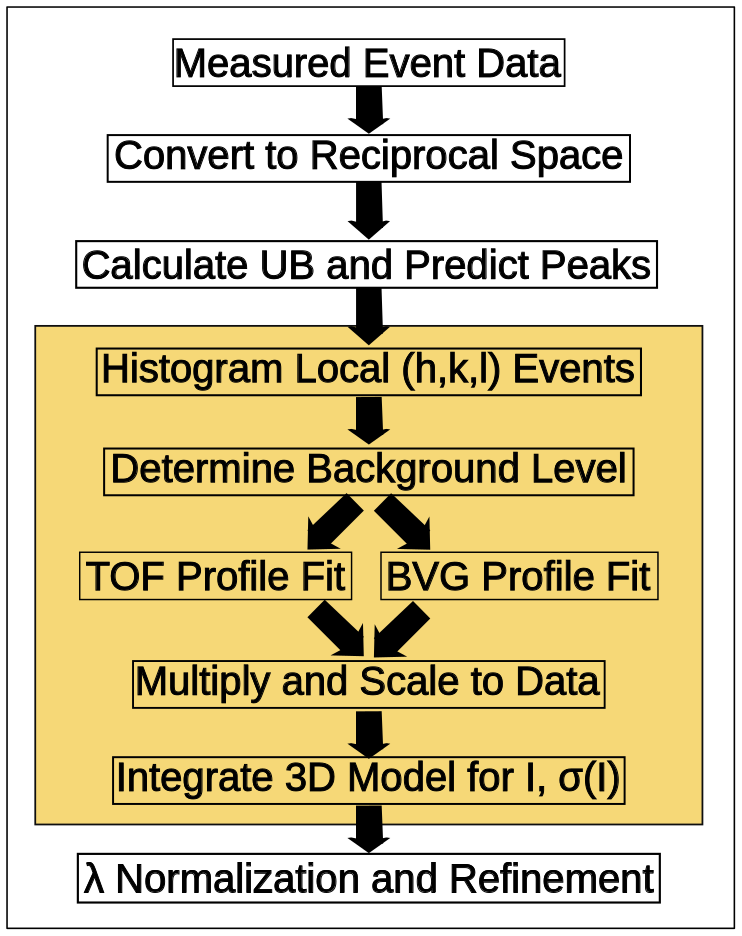 Measured Event Data
Convert to Reciprocal Space
Calculate UB and Predict Peaks
Histogram Local (h,k,l) Events
Determine Background Level
TOF Profile Fit
BVG Profile Fit
Multiply and Scale to Data
Integrate 3D Model for I, σ(I)
λ Normalization and Refinement